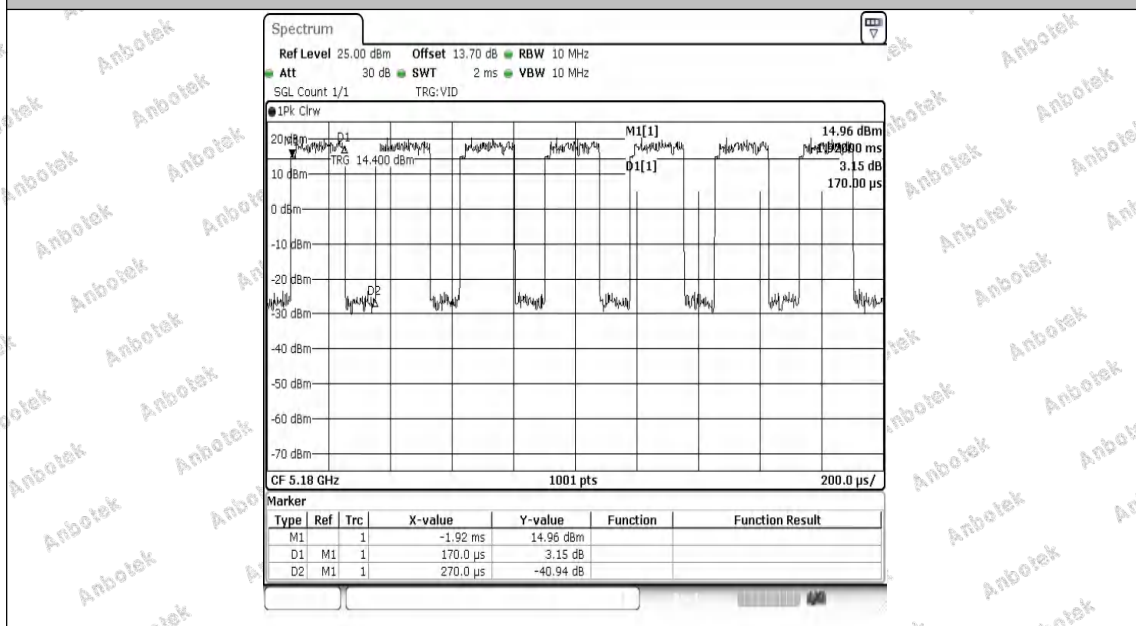 Spectrum
Ref Level 25.00 dBm Offset 13.70 dB RBW 10 MHz
Att 30 dB SWT 2 ms VBW 10 MHz
SGL Count 1/1 TRG:VID
1Pk Clrw
M1[1] 14.96 dBm
20 dBm D1
TRG 14.400 dBm
D1[1] 3.15 dB
10 dBm
170.00 µs
0 dBm
-10 dBm
-20 dBm
D2
-30 dBm
-40 dBm
-50 dBm
-60 dBm
-70 dBm
CF 5.18 GHz 1001 pts 200.0 µs/
Marker
Type Ref Trc X-value Y-value Function Function Result
M1 1 -1.92 ms 14.96 dBm
D1 M1 1 170.0 µs 3.15 dB
D2 M1 1 270.0 µs -40.94 dB
Anbotek